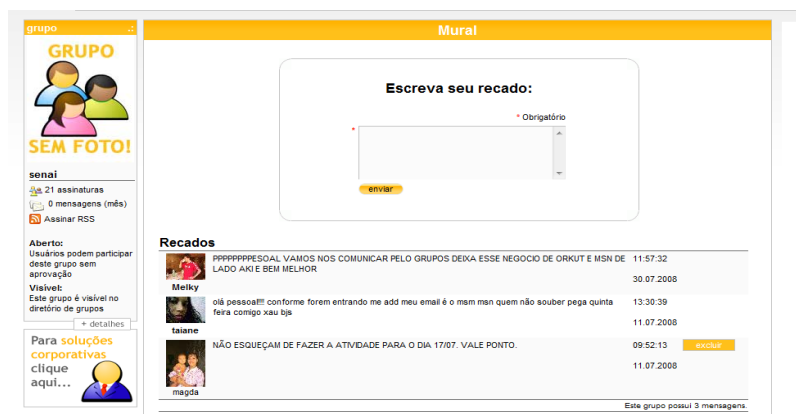 grupo .:
GRUPO
SEM FOTO!
senai
21 assinaturas
0 mensagens (mês)
Assinar RSS
Aberto:
Usuários podem participar
deste grupo sem
aprovação
Visível:
Este grupo é visível no
diretório de grupos
+ detalhes
Para soluções
corporativas
clique
aqui...
Mural
Escreva seu recado:
* Obrigatório
*
enviar
Recados
PPPPPPPPESOAL VAMOS NOS COMUNICAR PELO GRUPOS DEIXA ESSE NEGOCIO DE ORKUT E MSN DE 11:57:32
LADO AKI E BEM MELHOR
30.07.2008
Melky
olá pessoal!!! conforme forem entrando me add meu email é o msm msn quem não souber pega quinta 13:30:39
feira comigo xau bjs
11.07.2008
taiane
NÃO ESQUEÇAM DE FAZER A ATIVIDADE PARA O DIA 17/07. VALE PONTO. 09:52:13 excluir
11.07.2008
magda
Este grupo possui 3 mensagens.